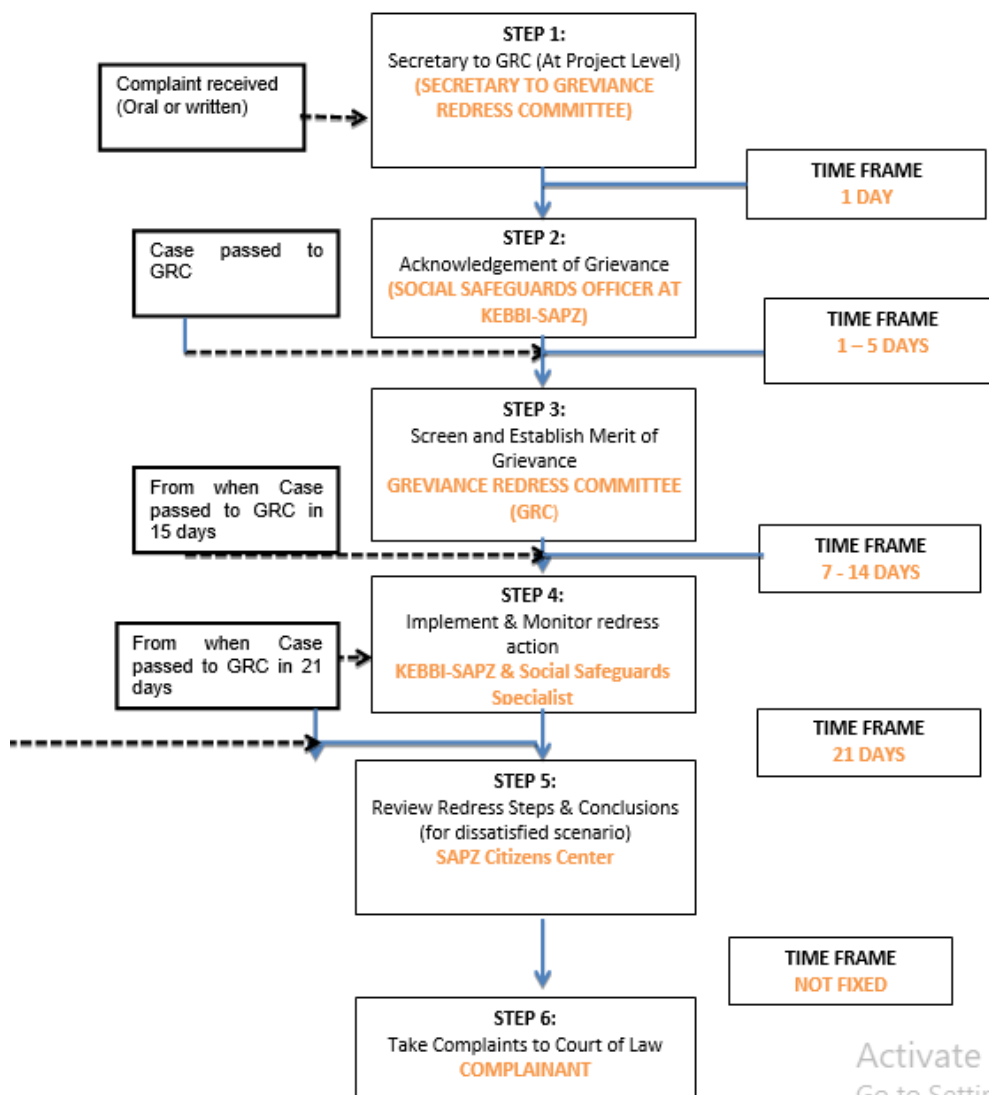 STEP 1:
Secretary to GRC (At Project Level)
(SECRETARY TO GREVIANCE
REDRESS COMMITTEE)
Complaint received
(Oral or written)
TIME FRAME
1 DAY
STEP 2:
Acknowledgement of Grievance
(SOCIAL SAFEGUARDS OFFICER AT
KEBBI-SAPZ)
Case passed to
GRC
TIME FRAME
1 – 5 DAYS
STEP 3:
Screen and Establish Merit of
Grievance
GREVIANCE REDRESS COMMITTEE
(GRC)
From when Case
passed to GRC in
15 days
TIME FRAME
7 - 14 DAYS
STEP 4:
Implement & Monitor redress
action
KEBBI-SAPZ & Social Safeguards
Specialist
From when Case
passed to GRC in 21
days
TIME FRAME
21 DAYS
STEP 5:
Review Redress Steps & Conclusions
(for dissatisfied scenario)
SAPZ Citizens Center
TIME FRAME
NOT FIXED
STEP 6:
Take Complaints to Court of Law
COMPLAINANT
Activate
Go to Settin